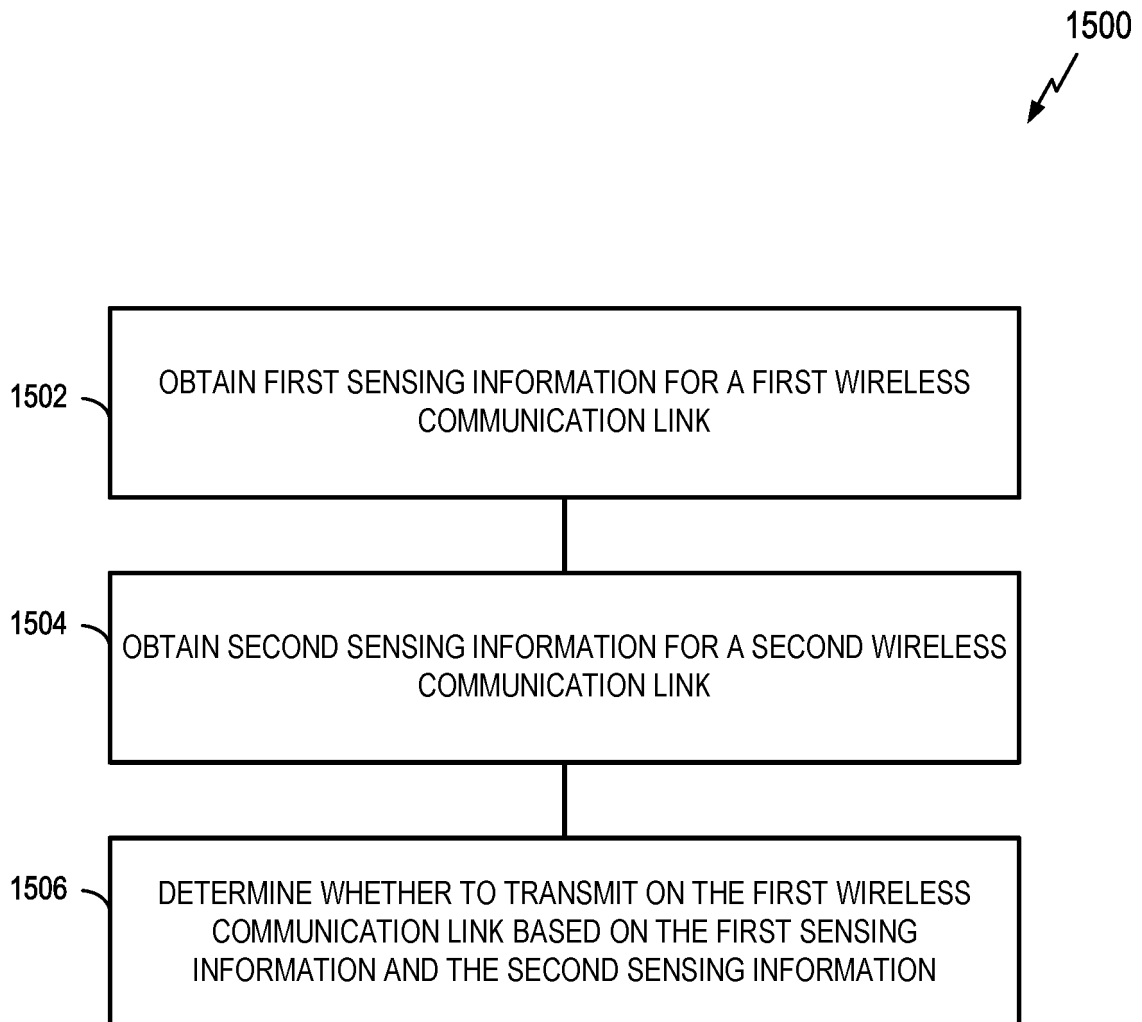 1500
1502
OBTAIN FIRST SENSING INFORMATION FOR A FIRST WIRELESS
COMMUNICATION LINK
1504
OBTAIN SECOND SENSING INFORMATION FOR A SECOND WIRELESS
COMMUNICATION LINK
1506
DETERMINE WHETHER TO TRANSMIT ON THE FIRST WIRELESS
COMMUNICATION LINK BASED ON THE FIRST SENSING
INFORMATION AND THE SECOND SENSING INFORMATION